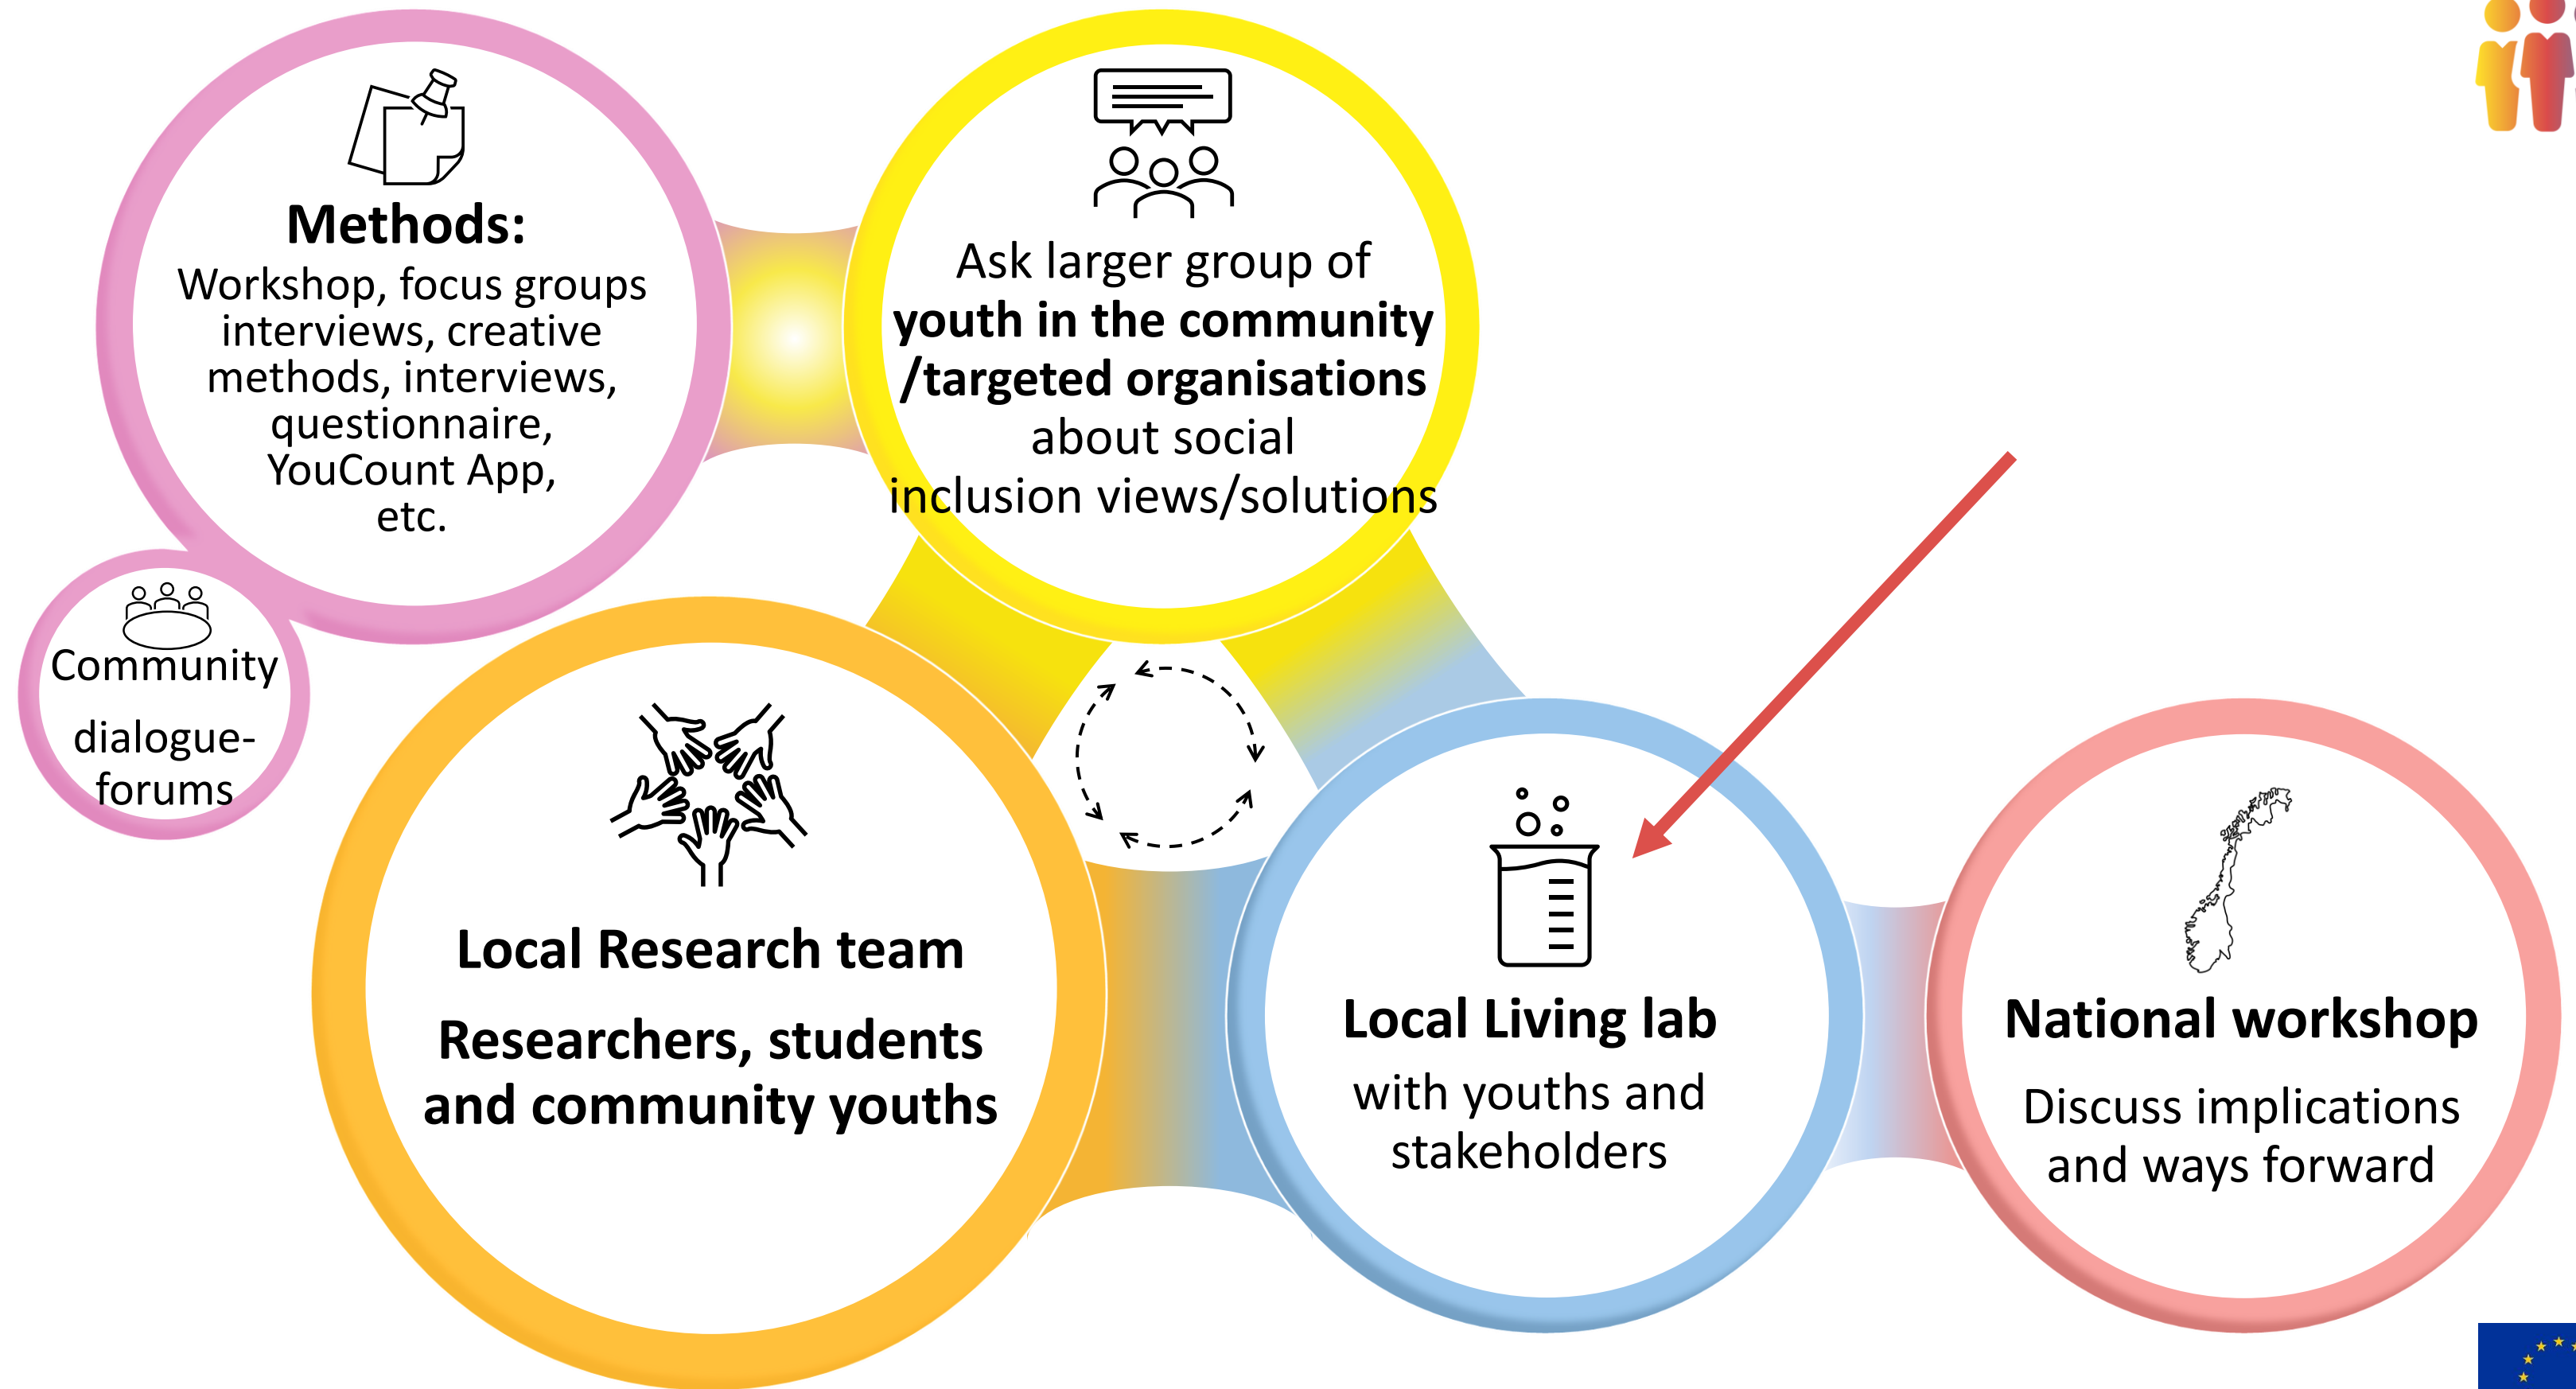 Methods:
Workshop, focus groups
interviews, creative
methods, interviews,
questionnaire,
YouCount App,
etc.
Community
dialogue-
forums
Ask larger group of
youth in the community
/targeted organisations
about social
inclusion views/solutions
Local Research team
Researchers, students
and community youths
Local Living lab
with youths and
stakeholders
National workshop
Discuss implications
and ways forward